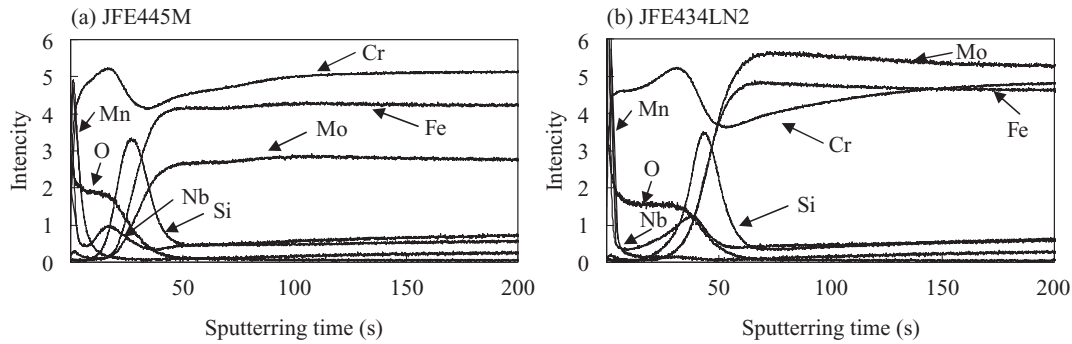 (a) JFE445M
(b) JFE434LN2
Intencity
6
5
4
3
2
1
0
Cr
Mn
Fe
Mo
O
Nb
Si
50
100
150
200
Sputterring time (s)
Intencity
6
5
4
3
2
1
0
Mo
Mn
Fe
Cr
O
Nb
Si
50
100
150
200
Sputterring time (s)